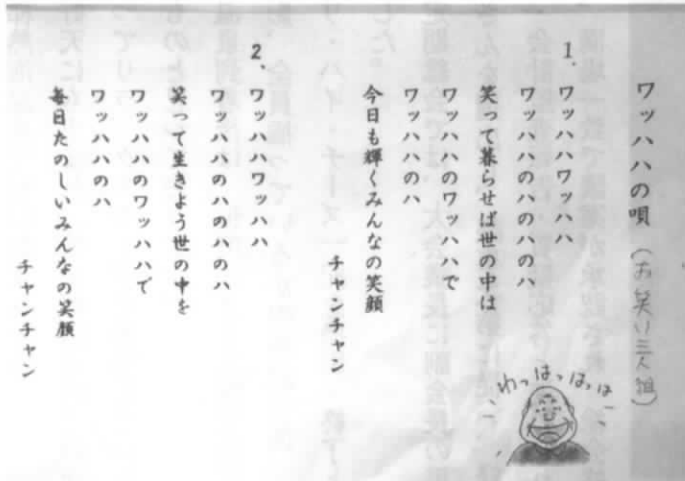 ワッハハの唄 (お笑い三人組)
1.
ワッハハワッハハ
ワッハハのハのハのハ
笑って暮らせば世の中は
ワッハハのワッハハで
ワッハハのハ
今日も輝くみんなの笑顔
チャンチャン
2.
ワッハハワッハハ
ワッハハのハのハのハ
笑って生きよう世の中を
ワッハハのワッハハで
ワッハハのハ
毎日たのしいみんなの笑顔
チャンチャン
わっはっはっは